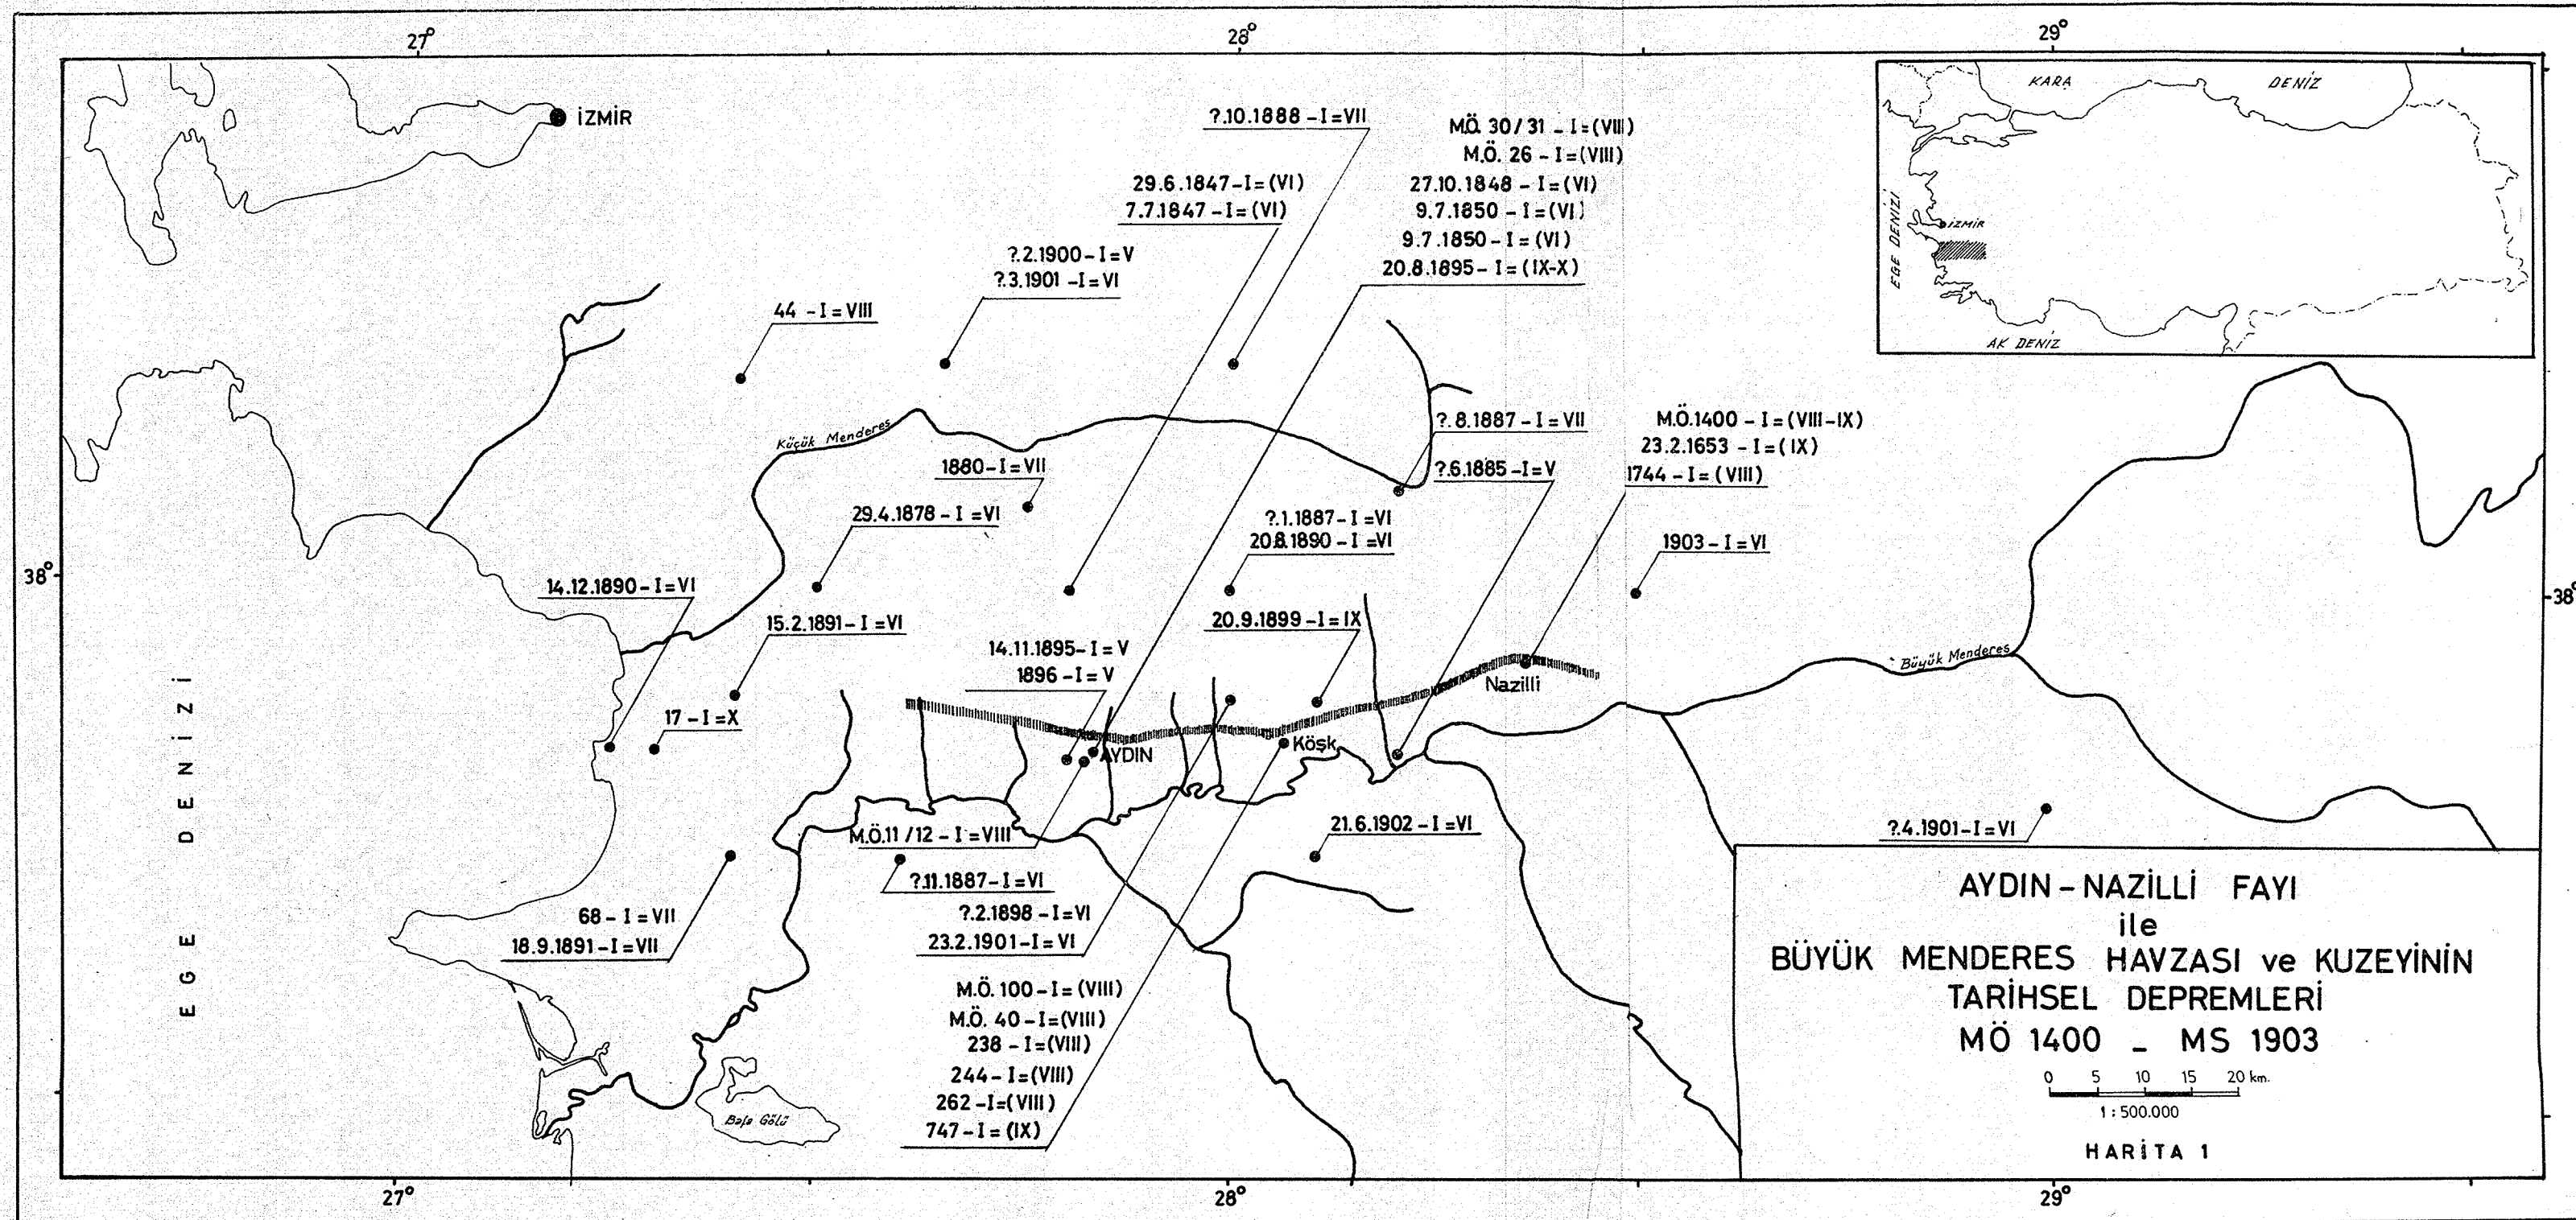 27°
28°
29°
İZMİR
KARA
DENİZ
EGE DENİZİ
İZMİR
AK DENİZ
?.10.1888 - I = VII
M.Ö. 30/31 - I = (VIII)
M.Ö. 26 - I = (VIII)
27.10.1848 - I = (VI)
9.7.1850 - I = (VI)
9.7.1850 - I = (VI)
20.8.1895 - I = (IX-X)
29.6.1847 - I = (VI)
7.7.1847 - I = (VI)
?.2.1900 - I = V
?.3.1901 - I = VI
44 - I = VIII
Küçük Menderes
?.8.1887 - I = VII
M.Ö.1400 - I = (VIII-IX)
23.2.1653 - I = (IX)
1744 - I = (VIII)
1880 - I = VII
?.6.1885 - I = V
29.4.1878 - I = VI
?.1.1887 - I = VI
20.8.1890 - I = VI
1903 - I = VI
38°
38°
14.12.1890 - I = VI
15.2.1891 - I = VI
20.9.1899 - I = IX
14.11.1895 - I = V
1896 - I = V
Büyük Menderes
Nazilli
17 - I = X
AYDIN
Köşk
EGE DENİZİ
M.Ö.11/12 - I = VIII
21.6.1902 - I = VI
?.4.1901 - I = VI
?.11.1887 - I = VI
68 - I = VII
18.9.1891 - I = VII
?.2.1898 - I = VI
23.2.1901 - I = VI
M.Ö. 100 - I = (VIII)
M.Ö. 40 - I = (VIII)
238 - I = (VIII)
244 - I = (VIII)
262 - I = (VIII)
747 - I = (IX)
Bafa Gölü
AYDIN - NAZİLLİ FAYI
ile
BÜYÜK MENDERES HAVZASI ve KUZEYİNİN
TARİHSEL DEPREMLERİ
MÖ 1400 - MS 1903
0 5 10 15 20 km.
1 : 500.000
HARİTA 1
27°
28°
29°